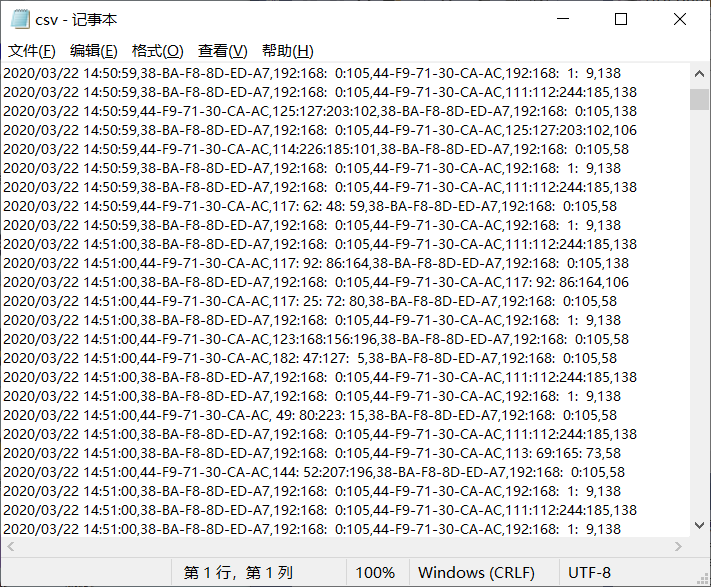 csv - 记事本
文件(F) 编辑(E) 格式(O) 查看(V) 帮助(H)
2020/03/22 14:50:59,38-BA-F8-8D-ED-A7,192:168:  0:105,44-F9-71-30-CA-AC,192:168:  1:  9,138
2020/03/22 14:50:59,38-BA-F8-8D-ED-A7,192:168:  0:105,44-F9-71-30-CA-AC,111:112:244:185,138
2020/03/22 14:50:59,44-F9-71-30-CA-AC,125:127:203:102,38-BA-F8-8D-ED-A7,192:168:  0:105,138
2020/03/22 14:50:59,38-BA-F8-8D-ED-A7,192:168:  0:105,44-F9-71-30-CA-AC,125:127:203:102,106
2020/03/22 14:50:59,44-F9-71-30-CA-AC,114:226:185:101,38-BA-F8-8D-ED-A7,192:168:  0:105,58
2020/03/22 14:50:59,38-BA-F8-8D-ED-A7,192:168:  0:105,44-F9-71-30-CA-AC,192:168:  1:  9,138
2020/03/22 14:50:59,38-BA-F8-8D-ED-A7,192:168:  0:105,44-F9-71-30-CA-AC,111:112:244:185,138
2020/03/22 14:50:59,44-F9-71-30-CA-AC,117: 62: 48: 59,38-BA-F8-8D-ED-A7,192:168:  0:105,58
2020/03/22 14:50:59,38-BA-F8-8D-ED-A7,192:168:  0:105,44-F9-71-30-CA-AC,192:168:  1:  9,138
2020/03/22 14:51:00,38-BA-F8-8D-ED-A7,192:168:  0:105,44-F9-71-30-CA-AC,111:112:244:185,138
2020/03/22 14:51:00,44-F9-71-30-CA-AC,117: 92: 86:164,38-BA-F8-8D-ED-A7,192:168:  0:105,138
2020/03/22 14:51:00,38-BA-F8-8D-ED-A7,192:168:  0:105,44-F9-71-30-CA-AC,117: 92: 86:164,106
2020/03/22 14:51:00,44-F9-71-30-CA-AC,117: 25: 72: 80,38-BA-F8-8D-ED-A7,192:168:  0:105,58
2020/03/22 14:51:00,38-BA-F8-8D-ED-A7,192:168:  0:105,44-F9-71-30-CA-AC,192:168:  1:  9,138
2020/03/22 14:51:00,44-F9-71-30-CA-AC,123:168:156:196,38-BA-F8-8D-ED-A7,192:168:  0:105,58
2020/03/22 14:51:00,44-F9-71-30-CA-AC,182: 47:127:  5,38-BA-F8-8D-ED-A7,192:168:  0:105,58
2020/03/22 14:51:00,38-BA-F8-8D-ED-A7,192:168:  0:105,44-F9-71-30-CA-AC,111:112:244:185,138
2020/03/22 14:51:00,38-BA-F8-8D-ED-A7,192:168:  0:105,44-F9-71-30-CA-AC,192:168:  1:  9,138
2020/03/22 14:51:00,44-F9-71-30-CA-AC, 49: 80:223: 15,38-BA-F8-8D-ED-A7,192:168:  0:105,58
2020/03/22 14:51:00,38-BA-F8-8D-ED-A7,192:168:  0:105,44-F9-71-30-CA-AC,111:112:244:185,138
2020/03/22 14:51:00,38-BA-F8-8D-ED-A7,192:168:  0:105,44-F9-71-30-CA-AC,113: 69:165: 73,58
2020/03/22 14:51:00,44-F9-71-30-CA-AC,144: 52:207:196,38-BA-F8-8D-ED-A7,192:168:  0:105,58
2020/03/22 14:51:00,38-BA-F8-8D-ED-A7,192:168:  0:105,44-F9-71-30-CA-AC,192:168:  1:  9,138
2020/03/22 14:51:00,38-BA-F8-8D-ED-A7,192:168:  0:105,44-F9-71-30-CA-AC,111:112:244:185,138
2020/03/22 14:51:00,38-BA-F8-8D-ED-A7,192:168:  0:105,44-F9-71-30-CA-AC,192:168:  1:  9,138
第 1 行，第 1 列 100% Windows (CRLF) UTF-8